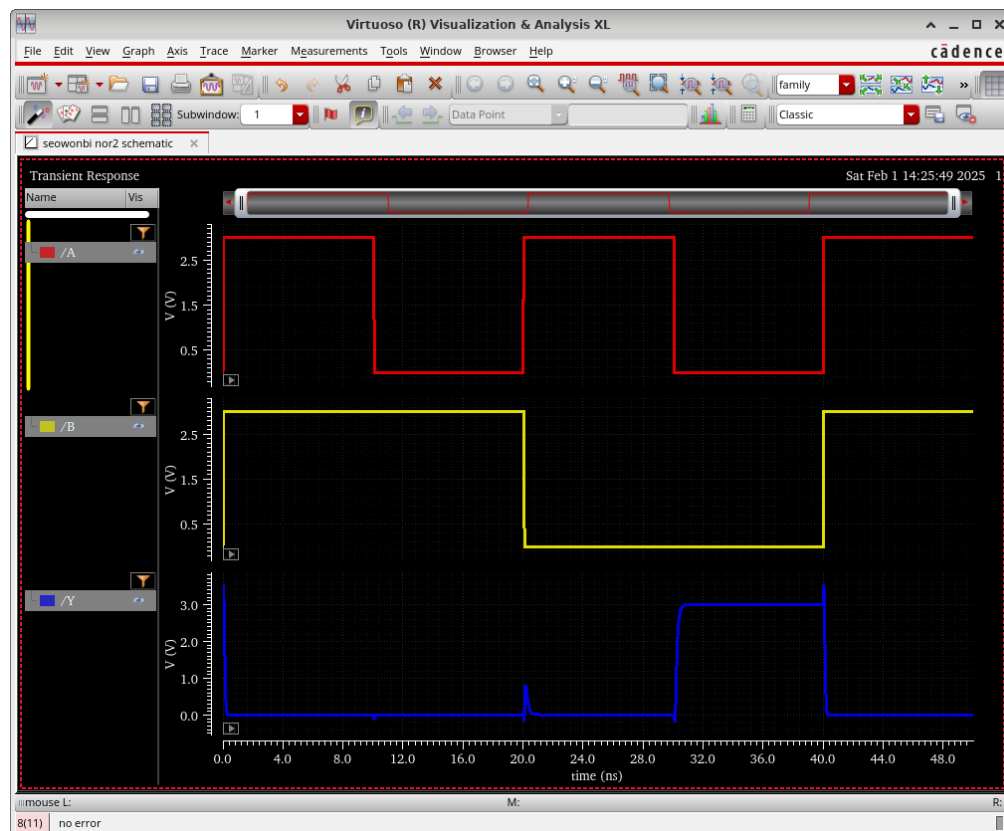 Virtuoso (R) Visualization & Analysis XL
File Edit View Graph Axis Trace Marker Measurements Tools Window Browser Help
cādence
family
»
Subwindow: 1
Data Point
Classic
seowonbi nor2 schematic
Transient Response
Sat Feb 1 14:25:49 2025 1
Name Vis
/A
V (V)
2.5
1.5
0.5
/B
V (V)
2.5
1.5
0.5
/Y
V (V)
3.0
2.0
1.0
0.0
0.0 4.0 8.0 12.0 16.0 20.0 24.0 28.0 32.0 36.0 40.0 44.0 48.0
time (ns)
mouse L: M: R:
8(11) no error